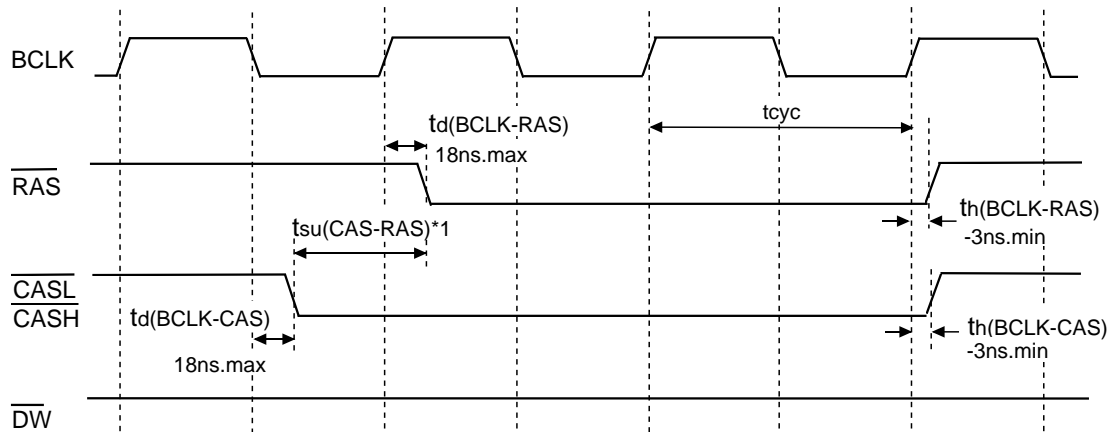 BCLK
tcyc
td(BCLK-RAS)
18ns.max
RAS
th(BCLK-RAS)
-3ns.min
tsu(CAS-RAS)*1
CASL
CASH
td(BCLK-CAS)
18ns.max
th(BCLK-CAS)
-3ns.min
DW